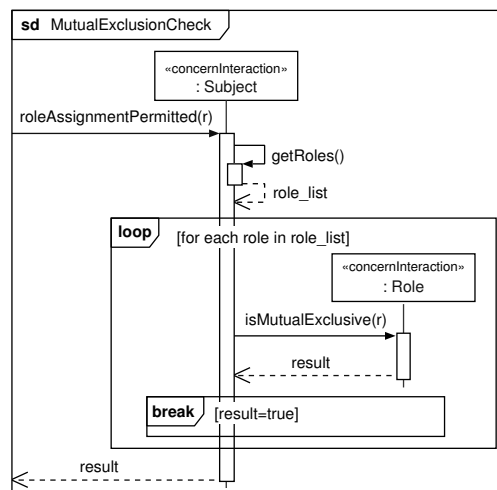 sd MutualExclusionCheck
«concernInteraction»
: Subject
roleAssignmentPermitted(r)
getRoles()
role_list
loop [for each role in role_list]
«concernInteraction»
: Role
isMutualExclusive(r)
result
break [result=true]
result